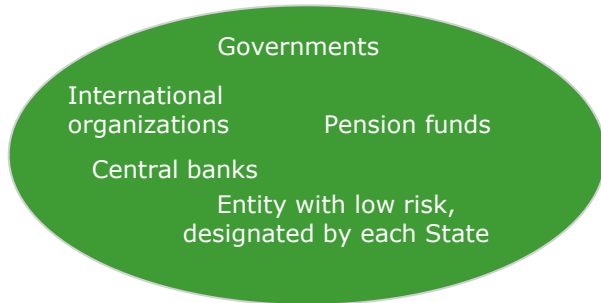 Governments
International
organizations
Pension funds
Central banks
Entity with low risk,
designated by each State